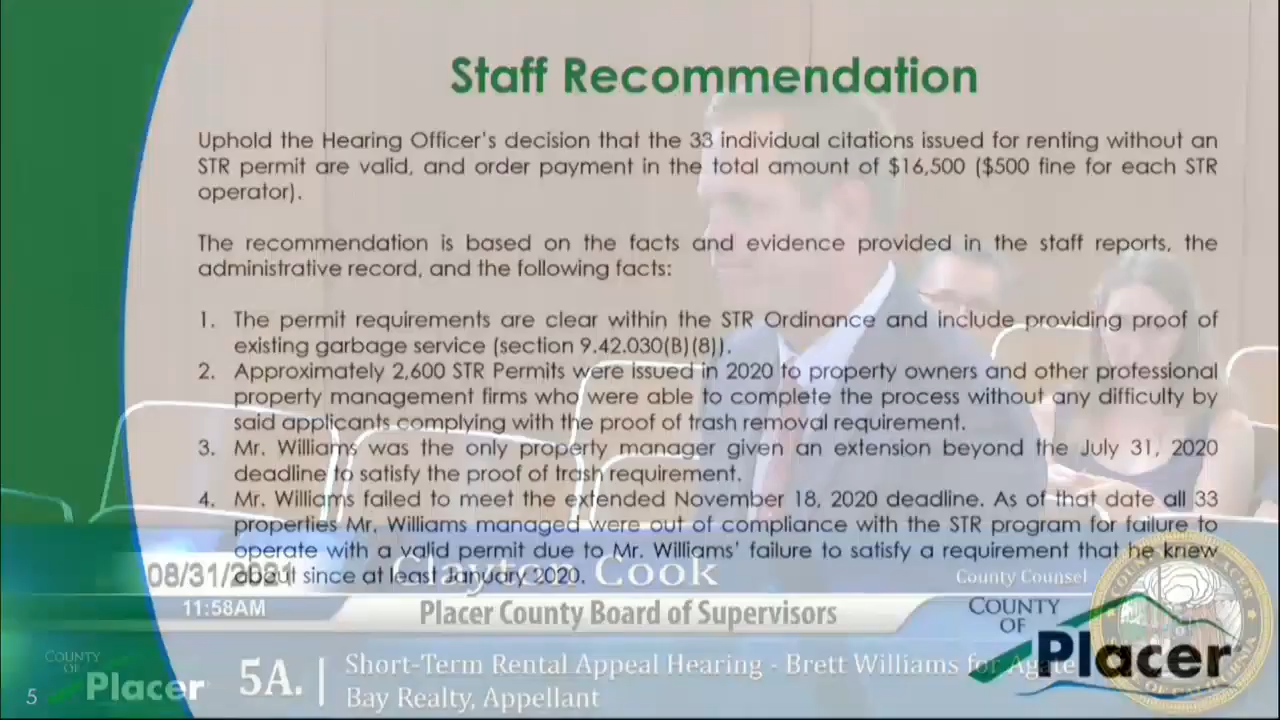 Staff Recommendation
Uphold the Hearing Officer's decision that the 33 individual citations issued for renting without an
STR permit are valid, and order payment in the total amount of $16,500 ($500 fine for each STR
operator).
The recommendation is based on the facts and evidence provided in the staff reports, the
administrative record, and the following facts:
1. The permit requirements are clear within the STR Ordinance and include providing proof of
existing garbage service (section 9.42.030(B)(8)).
2. Approximately 2,600 STR Permits were issued in 2020 to property owners and other professional
property management firms who were able to complete the process without any difficulty by
said applicants complying with the proof of trash removal requirement.
3. Mr. Williams was the only property manager given an extension beyond the July 31, 2020
deadline to satisfy the proof of trash requirement.
4. Mr. Williams failed to meet the extended November 18, 2020 deadline. As of that date all 33
properties Mr. Williams managed were out of compliance with the STR program for failure to
operate with a valid permit due to Mr. Williams' failure to satisfy a requirement that he knew
about since at least January 2020.
08/31/2021
Clayton Cook
County Counsel
11:58AM
Placer County Board of Supervisors
COUNTY
OF
Placer
COUNTY
OF
Placer
5
5A.
Short-Term Rental Appeal Hearing - Brett Williams for Agate
Bay Realty, Appellant